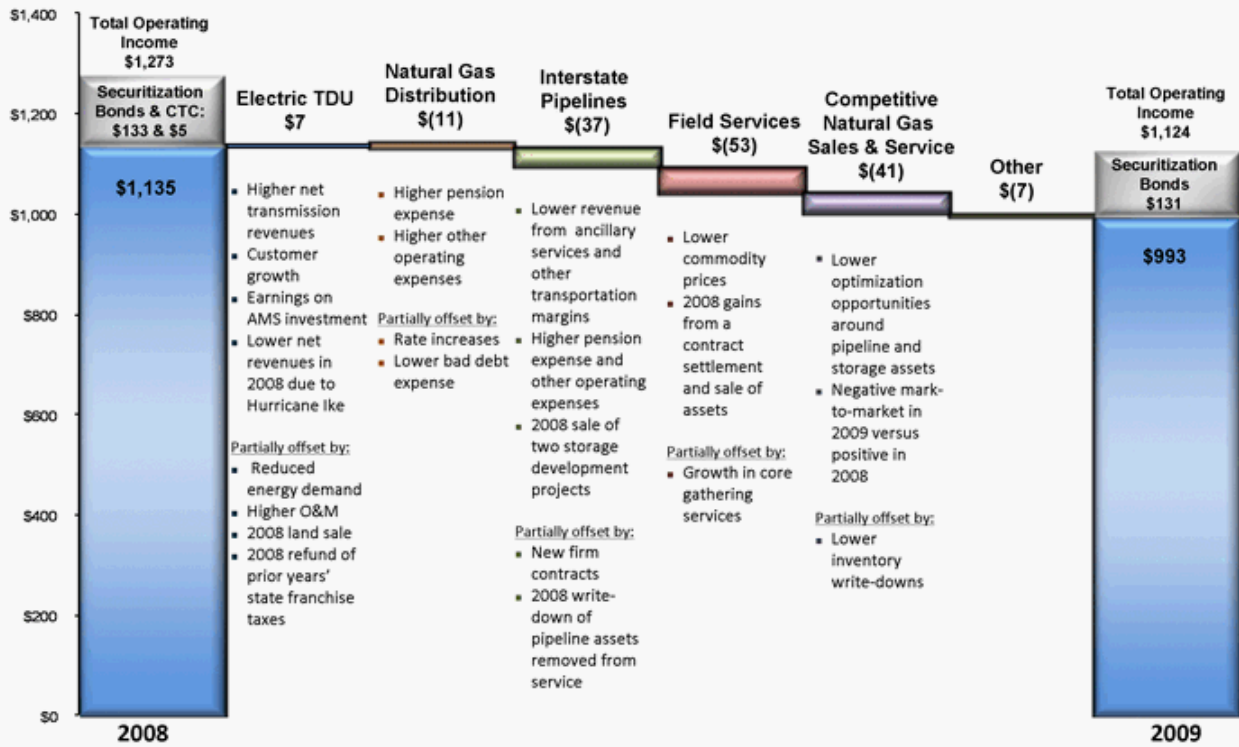 $1,400
$1,200
$1,000
$800
$600
$400
$200
$0
Total Operating
Income
$1,273
Securitization
Bonds & CTC:
$133 & $5
$1,135
2008
Electric TDU
$7
Higher net
transmission
revenues
Customer
growth
Earnings on
AMS investment
Lower net
revenues in
2008 due to
Hurricane Ike
Partially offset by:
Reduced
energy demand
Higher O&M
2008 land sale
2008 refund of
prior years'
state franchise
taxes
Natural Gas
Distribution
$(11)
Higher pension
expense
Higher other
operating
expenses
Partially offset by:
Rate increases
Lower bad debt
expense
Interstate
Pipelines
$(37)
Lower revenue
from ancillary
services and
other
transportation
margins
Higher pension
expense and
other operating
expenses
2008 sale of
two storage
development
projects
Partially offset by:
New firm
contracts
2008 write-
down of
pipeline assets
removed from
service
Field Services
$(53)
Lower
commodity
prices
2008 gains
from a
contract
settlement
and sale of
assets
Partially offset by:
Growth in core
gathering
services
Competitive
Natural Gas
Sales & Service
$(41)
Lower
optimization
opportunities
around
pipeline and
storage assets
Negative mark-
to-market in
2009 versus
positive in
2008
Partially offset by:
Lower
inventory
write-downs
Other
$(7)
Total Operating
Income
$1,124
Securitization
Bonds
$131
$993
2009